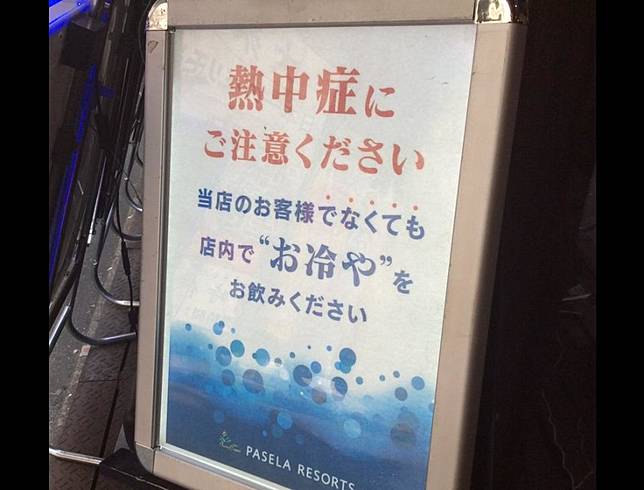 熱中症に
ご注意ください
当店のお客様でなくても
店内で“お冷や”を
お飲みください
PASELA RESORTS